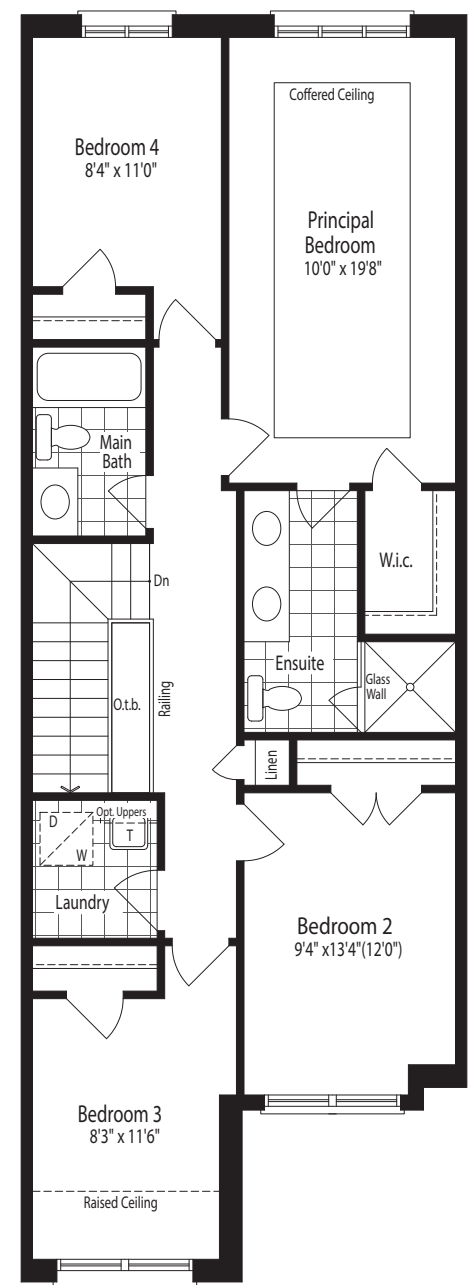 Bedroom 4
8'4" x 11'0"
Coffered Ceiling
Principal
Bedroom
10'0" x 19'8"
Main
Bath
W.i.c.
Dn
Ensuite
Glass
Wall
O.t.b.
Railing
Linen
Opt. Uppers
D
W
T
Laundry
Bedroom 2
9'4" x13'4"(12'0")
Bedroom 3
8'3" x 11'6"
Raised Ceiling